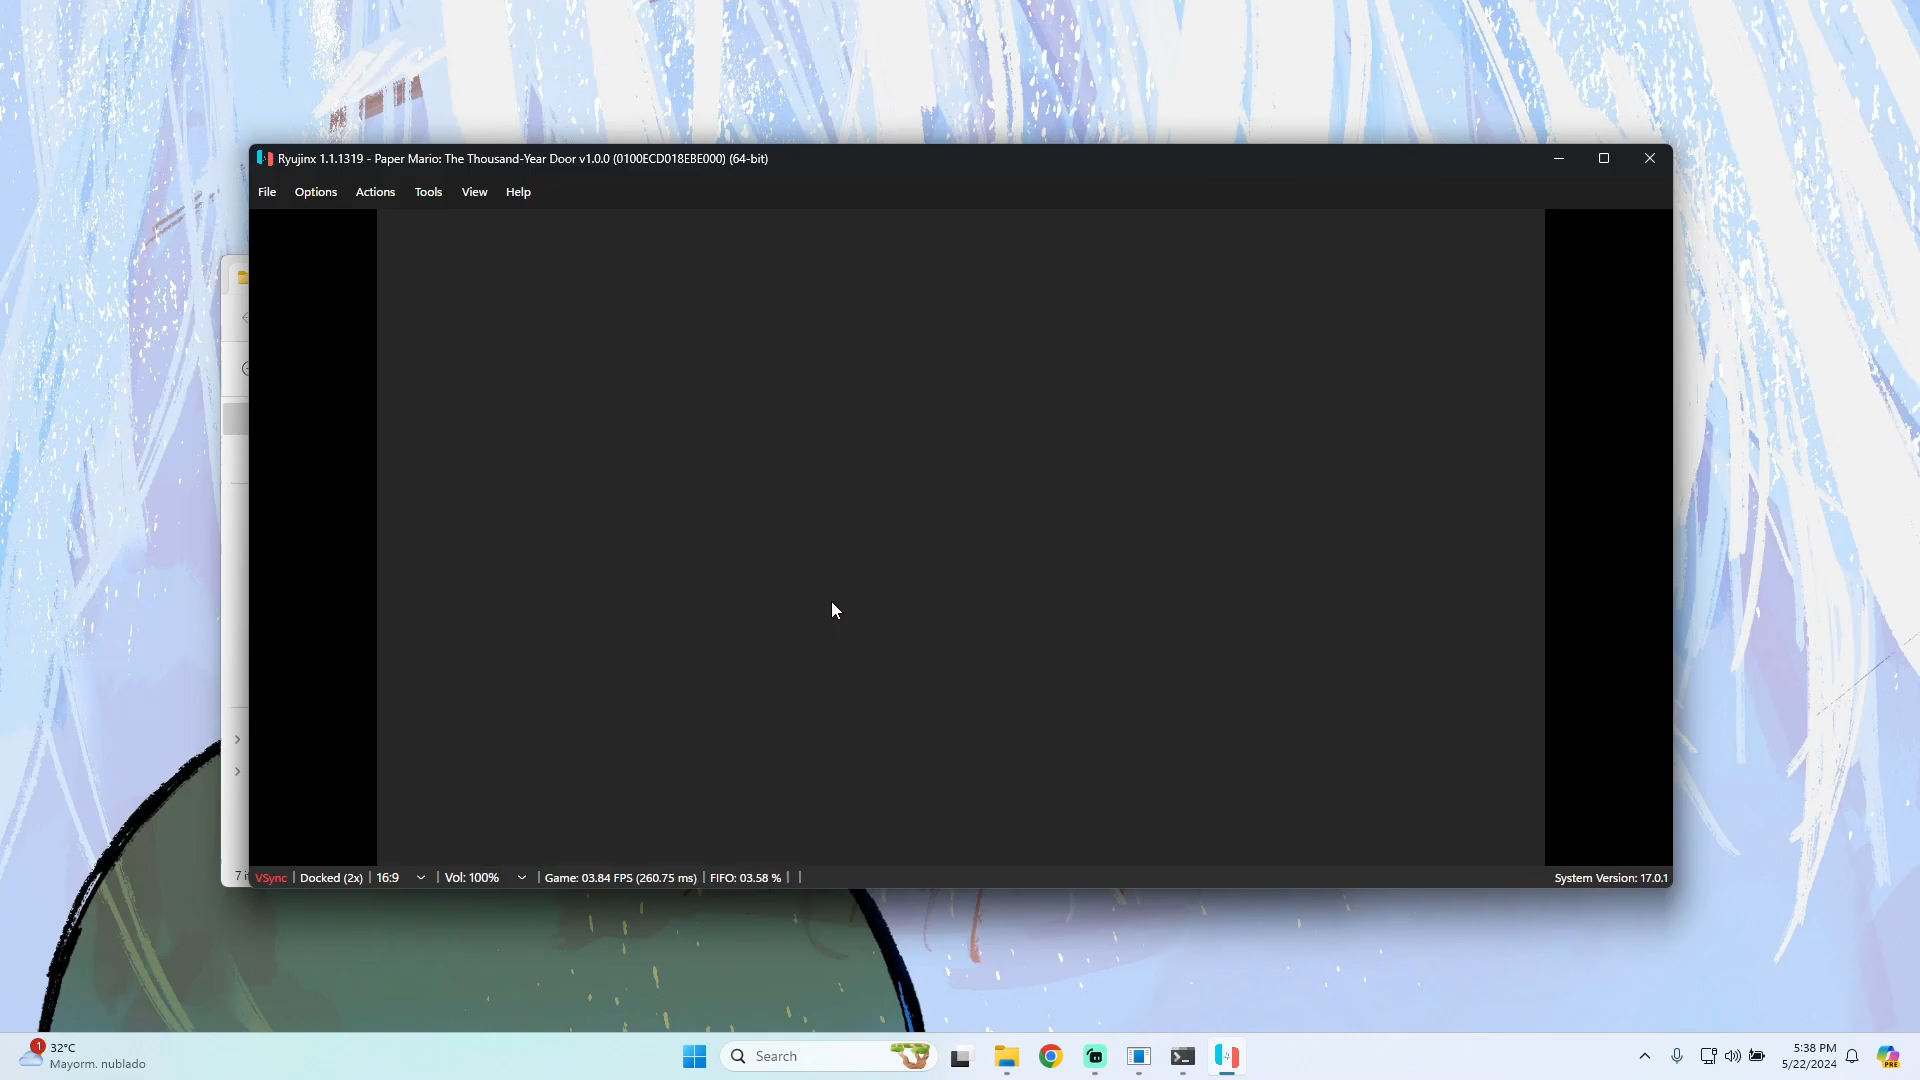 Ryujinx 1.1.1319 - Paper Mario: The Thousand-Year Door v1.0.0 (0100ECD018EBE000) (64-bit)
File Options Actions Tools View Help
VSync | Docked (2x) | 16:9 | Vol: 100% | Game: 03.84 FPS (260.75 ms) | FIFO: 03.58 % | | System Version: 17.0.1
1
32°C
Mayorm. nublado
Search
5:38 PM
5/22/2024
PRE